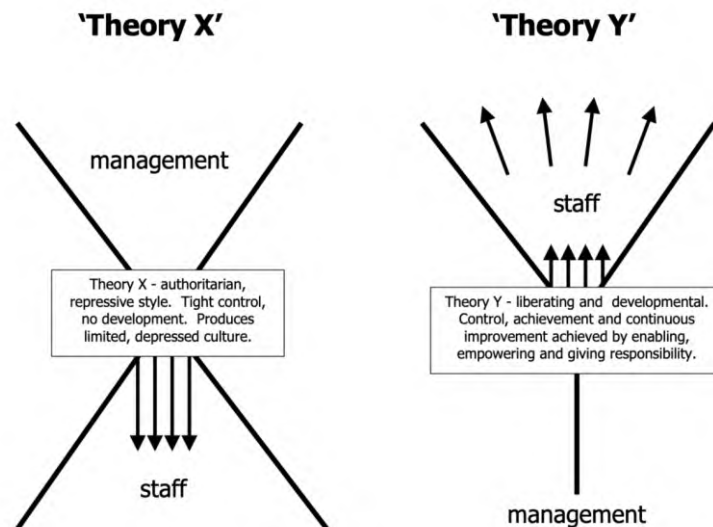 ‘Theory X’
management
Theory X - authoritarian,
repressive style. Tight control,
no development. Produces
limited, depressed culture.
staff
‘Theory Y’
staff
Theory Y - liberating and developmental.
Control, achievement and continuous
improvement achieved by enabling,
empowering and giving responsibility.
management